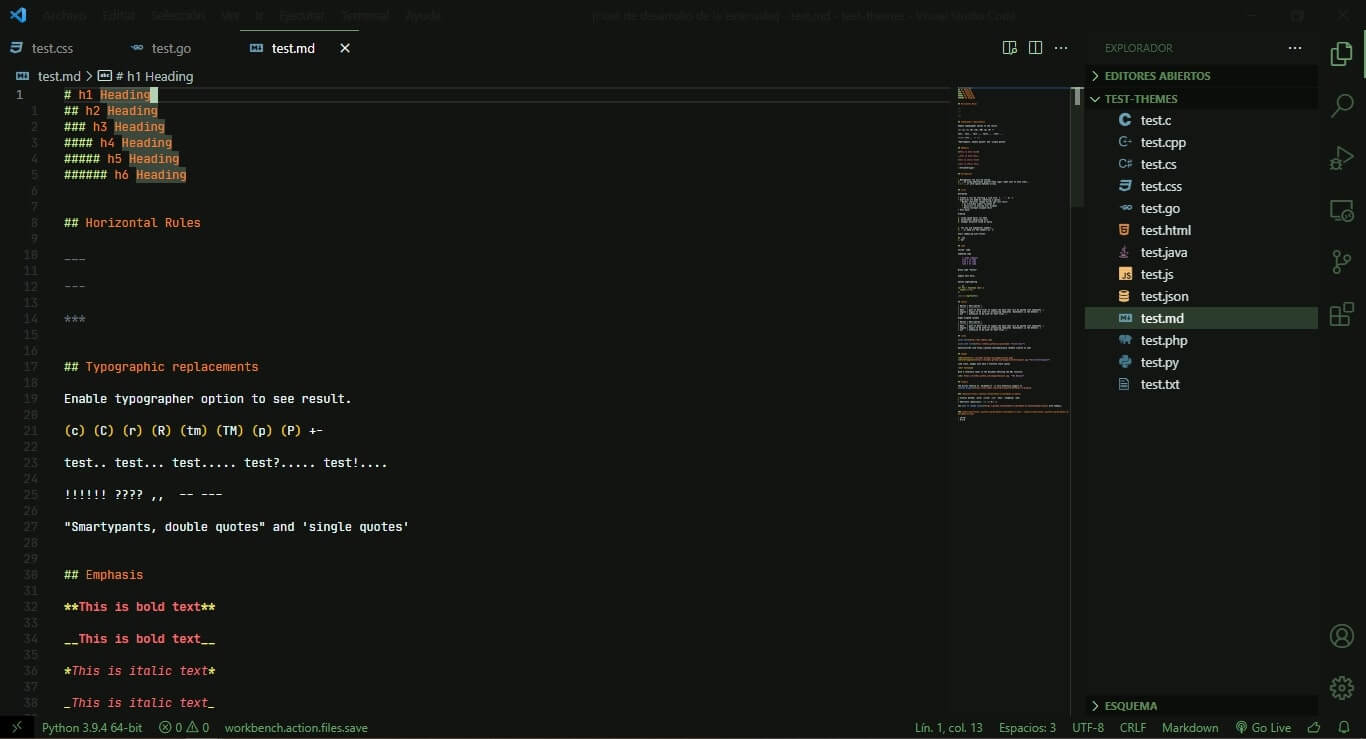 Archivo Editar Selección Ver Ir Ejecutar Terminal Ayuda
[Host de desarrollo de la extensión] - test.md - test-themes - Visual Studio Code
test.css
test.go
test.md
test.md > # h1 Heading
1 # h1 Heading
1 ## h2 Heading
2 ### h3 Heading
3 #### h4 Heading
4 ##### h5 Heading
5 ###### h6 Heading
6
7
8 ## Horizontal Rules
9
10 ___
11
12 ---
13
14 ***
15
16
17 ## Typographic replacements
18
19 Enable typographer option to see result.
20
21 (c) (C) (r) (R) (tm) (TM) (p) (P) +-
22
23 test.. test... test..... test?..... test!....
24
25 !!!!!! ???? ,,  -- ---
26
27 "Smartypants, double quotes" and 'single quotes'
28
29
30 ## Emphasis
31
32 **This is bold text**
33
34 __This is bold text__
35
36 *This is italic text*
37
38 _This is italic text_
EXPLORADOR
EDITORES ABIERTOS
TEST-THEMES
test.c
test.cpp
test.cs
test.css
test.go
test.html
test.java
test.js
test.json
test.md
test.php
test.py
test.txt
ESQUEMA
Python 3.9.4 64-bit 0 0 workbench.action.files.save
Lín. 1, col. 13 Espacios: 3 UTF-8 CRLF Markdown Go Live